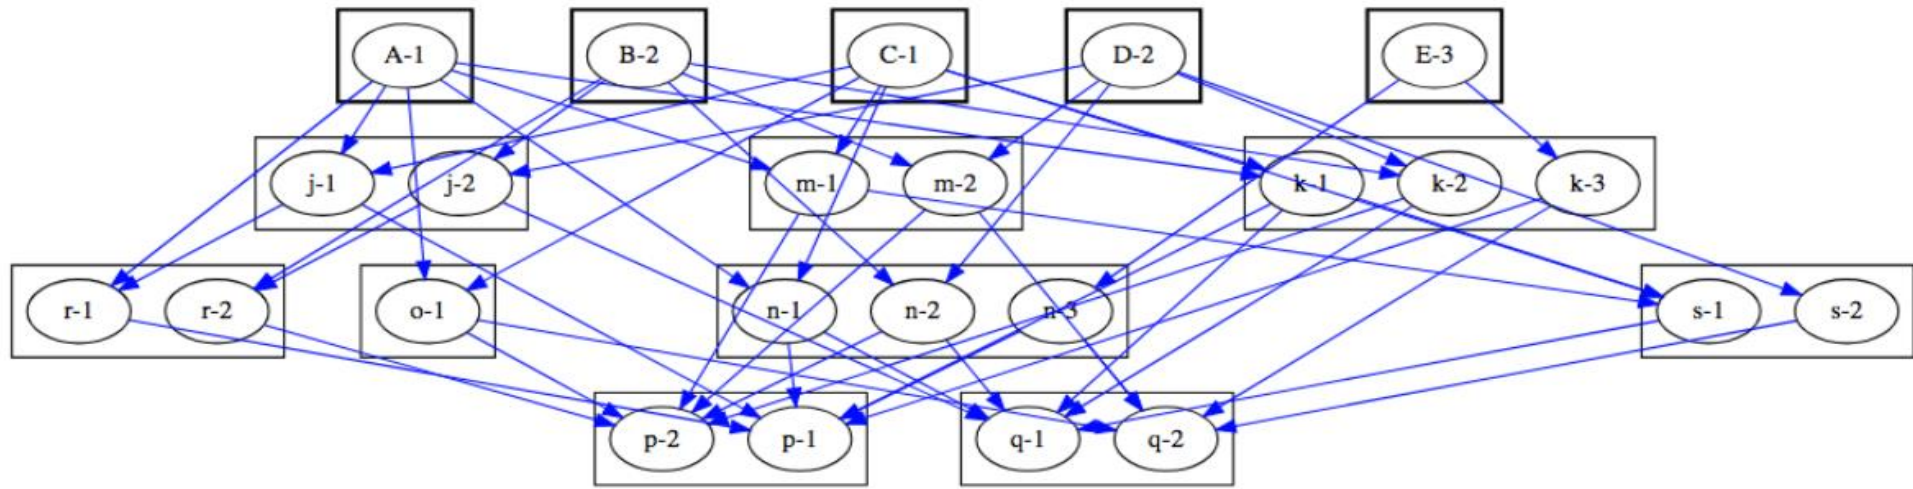 A-1 B-2 C-1 D-2 E-3
j-1 j-2 m-1 m-2 k-1 k-2 k-3
r-1 r-2 o-1 n-1 n-2 n-3 s-1 s-2
p-2 p-1 q-1 q-2